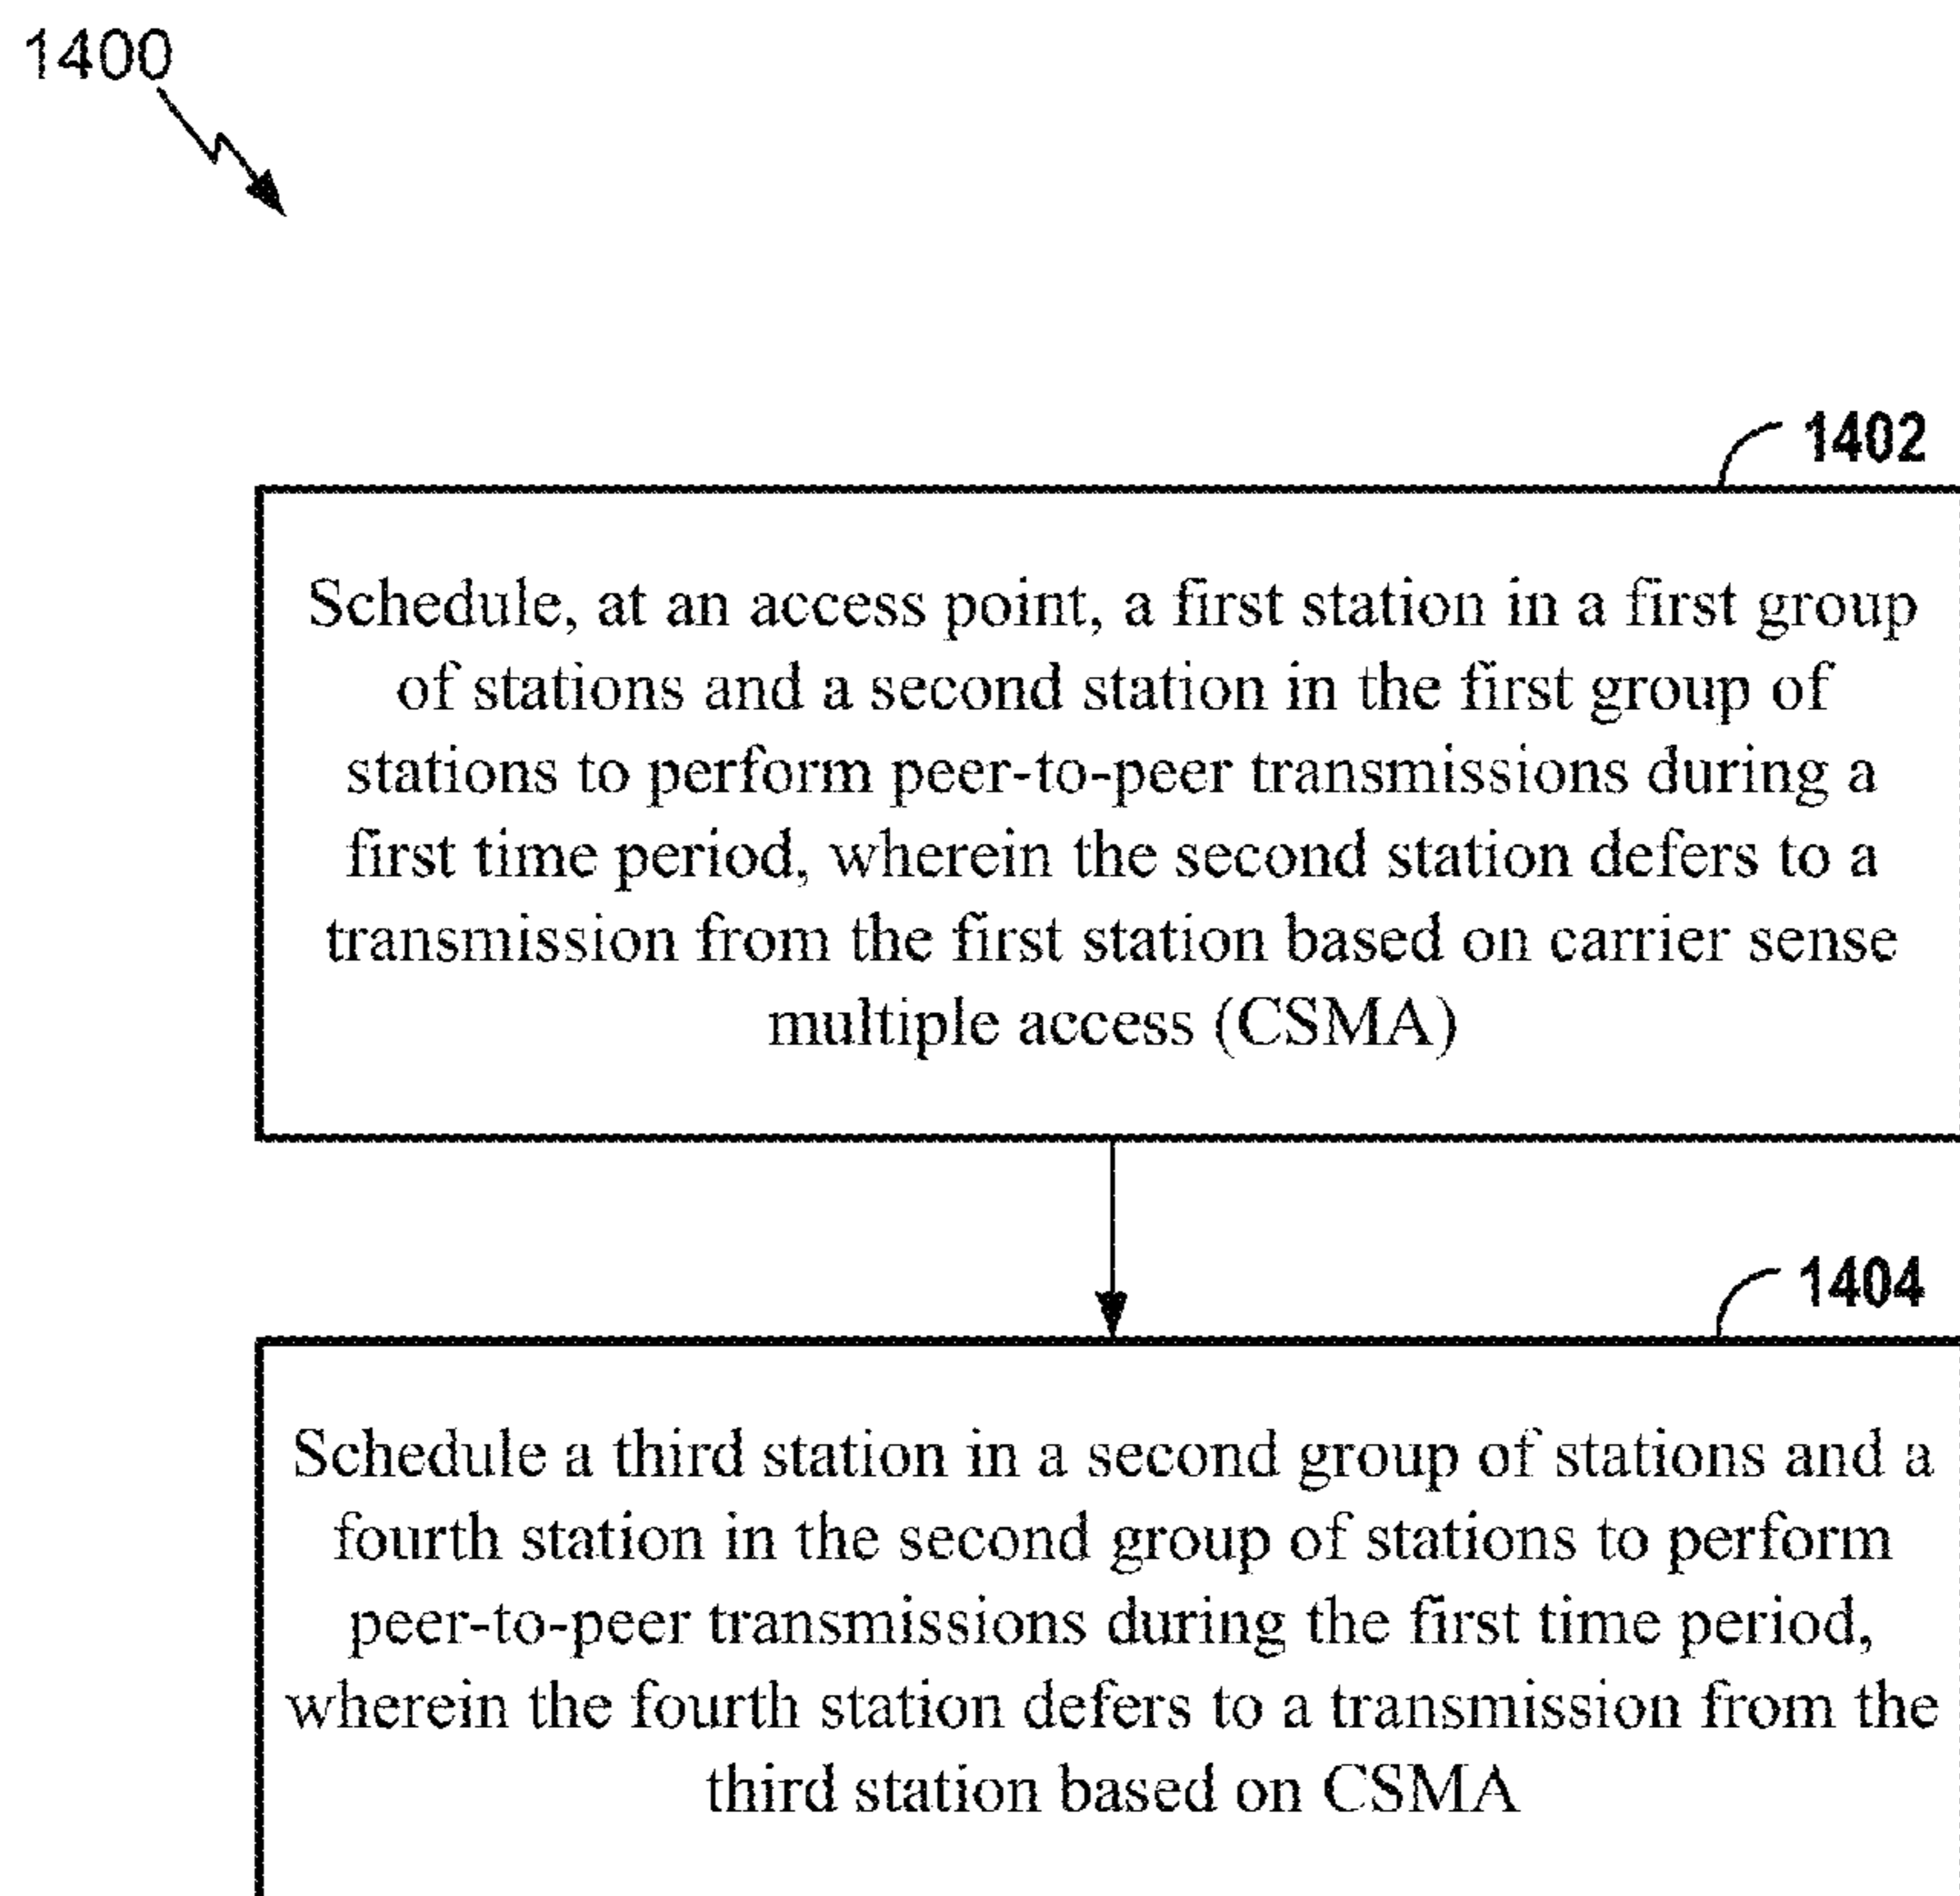 1400
1402
Schedule, at an access point, a first station in a first group
of stations and a second station in the first group of
stations to perform peer-to-peer transmissions during a
first time period, wherein the second station defers to a
transmission from the first station based on carrier sense
multiple access (CSMA)
1404
Schedule a third station in a second group of stations and a
fourth station in the second group of stations to perform
peer-to-peer transmissions during the first time period,
wherein the fourth station defers to a transmission from the
third station based on CSMA